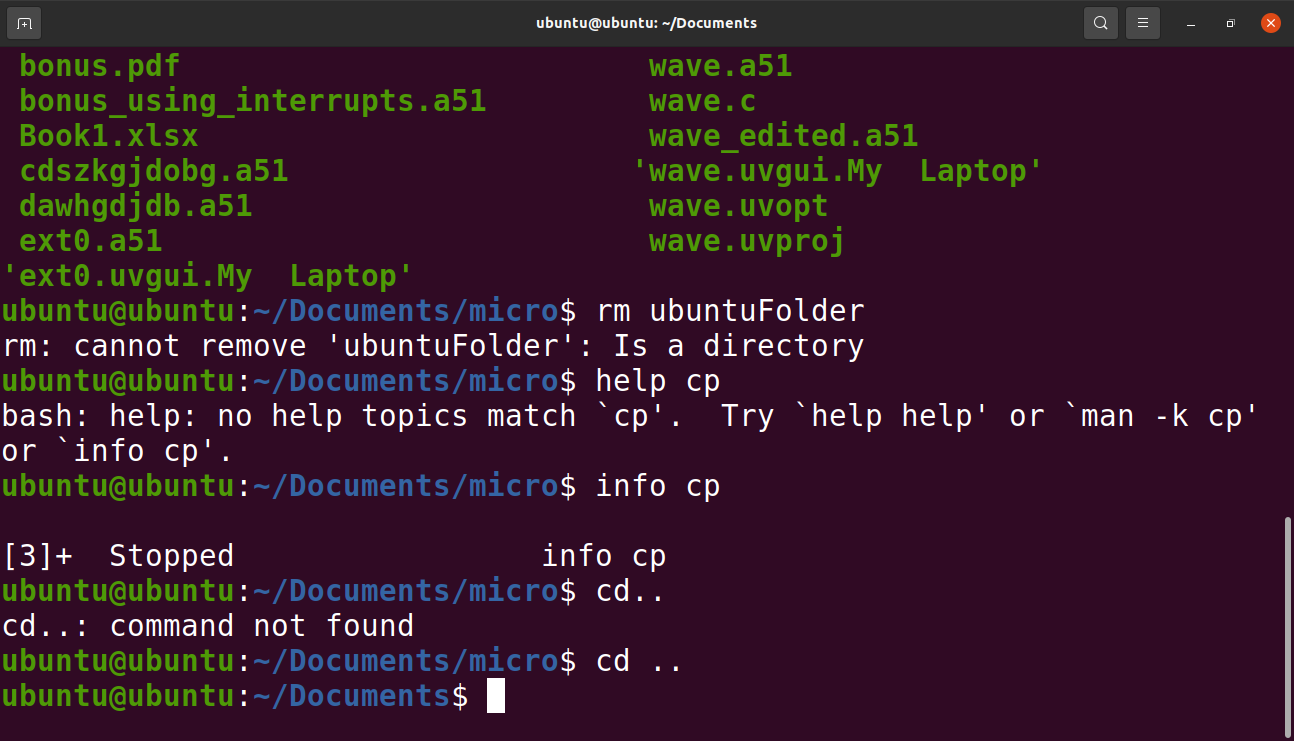 ubuntu@ubuntu: ~/Documents
bonus.pdf                          wave.a51
bonus_using_interrupts.a51         wave.c
Book1.xlsx                         wave_edited.a51
cdszkgjdobg.a51                   'wave.uvgui.My  Laptop'
dawhgdjdb.a51                      wave.uvopt
ext0.a51                           wave.uvproj
'ext0.uvgui.My  Laptop'
ubuntu@ubuntu:~/Documents/micro$ rm ubuntuFolder
rm: cannot remove 'ubuntuFolder': Is a directory
ubuntu@ubuntu:~/Documents/micro$ help cp
bash: help: no help topics match `cp'.  Try `help help' or `man -k cp'
or `info cp'.
ubuntu@ubuntu:~/Documents/micro$ info cp
[3]+  Stopped                 info cp
ubuntu@ubuntu:~/Documents/micro$ cd..
cd..: command not found
ubuntu@ubuntu:~/Documents/micro$ cd ..
ubuntu@ubuntu:~/Documents$